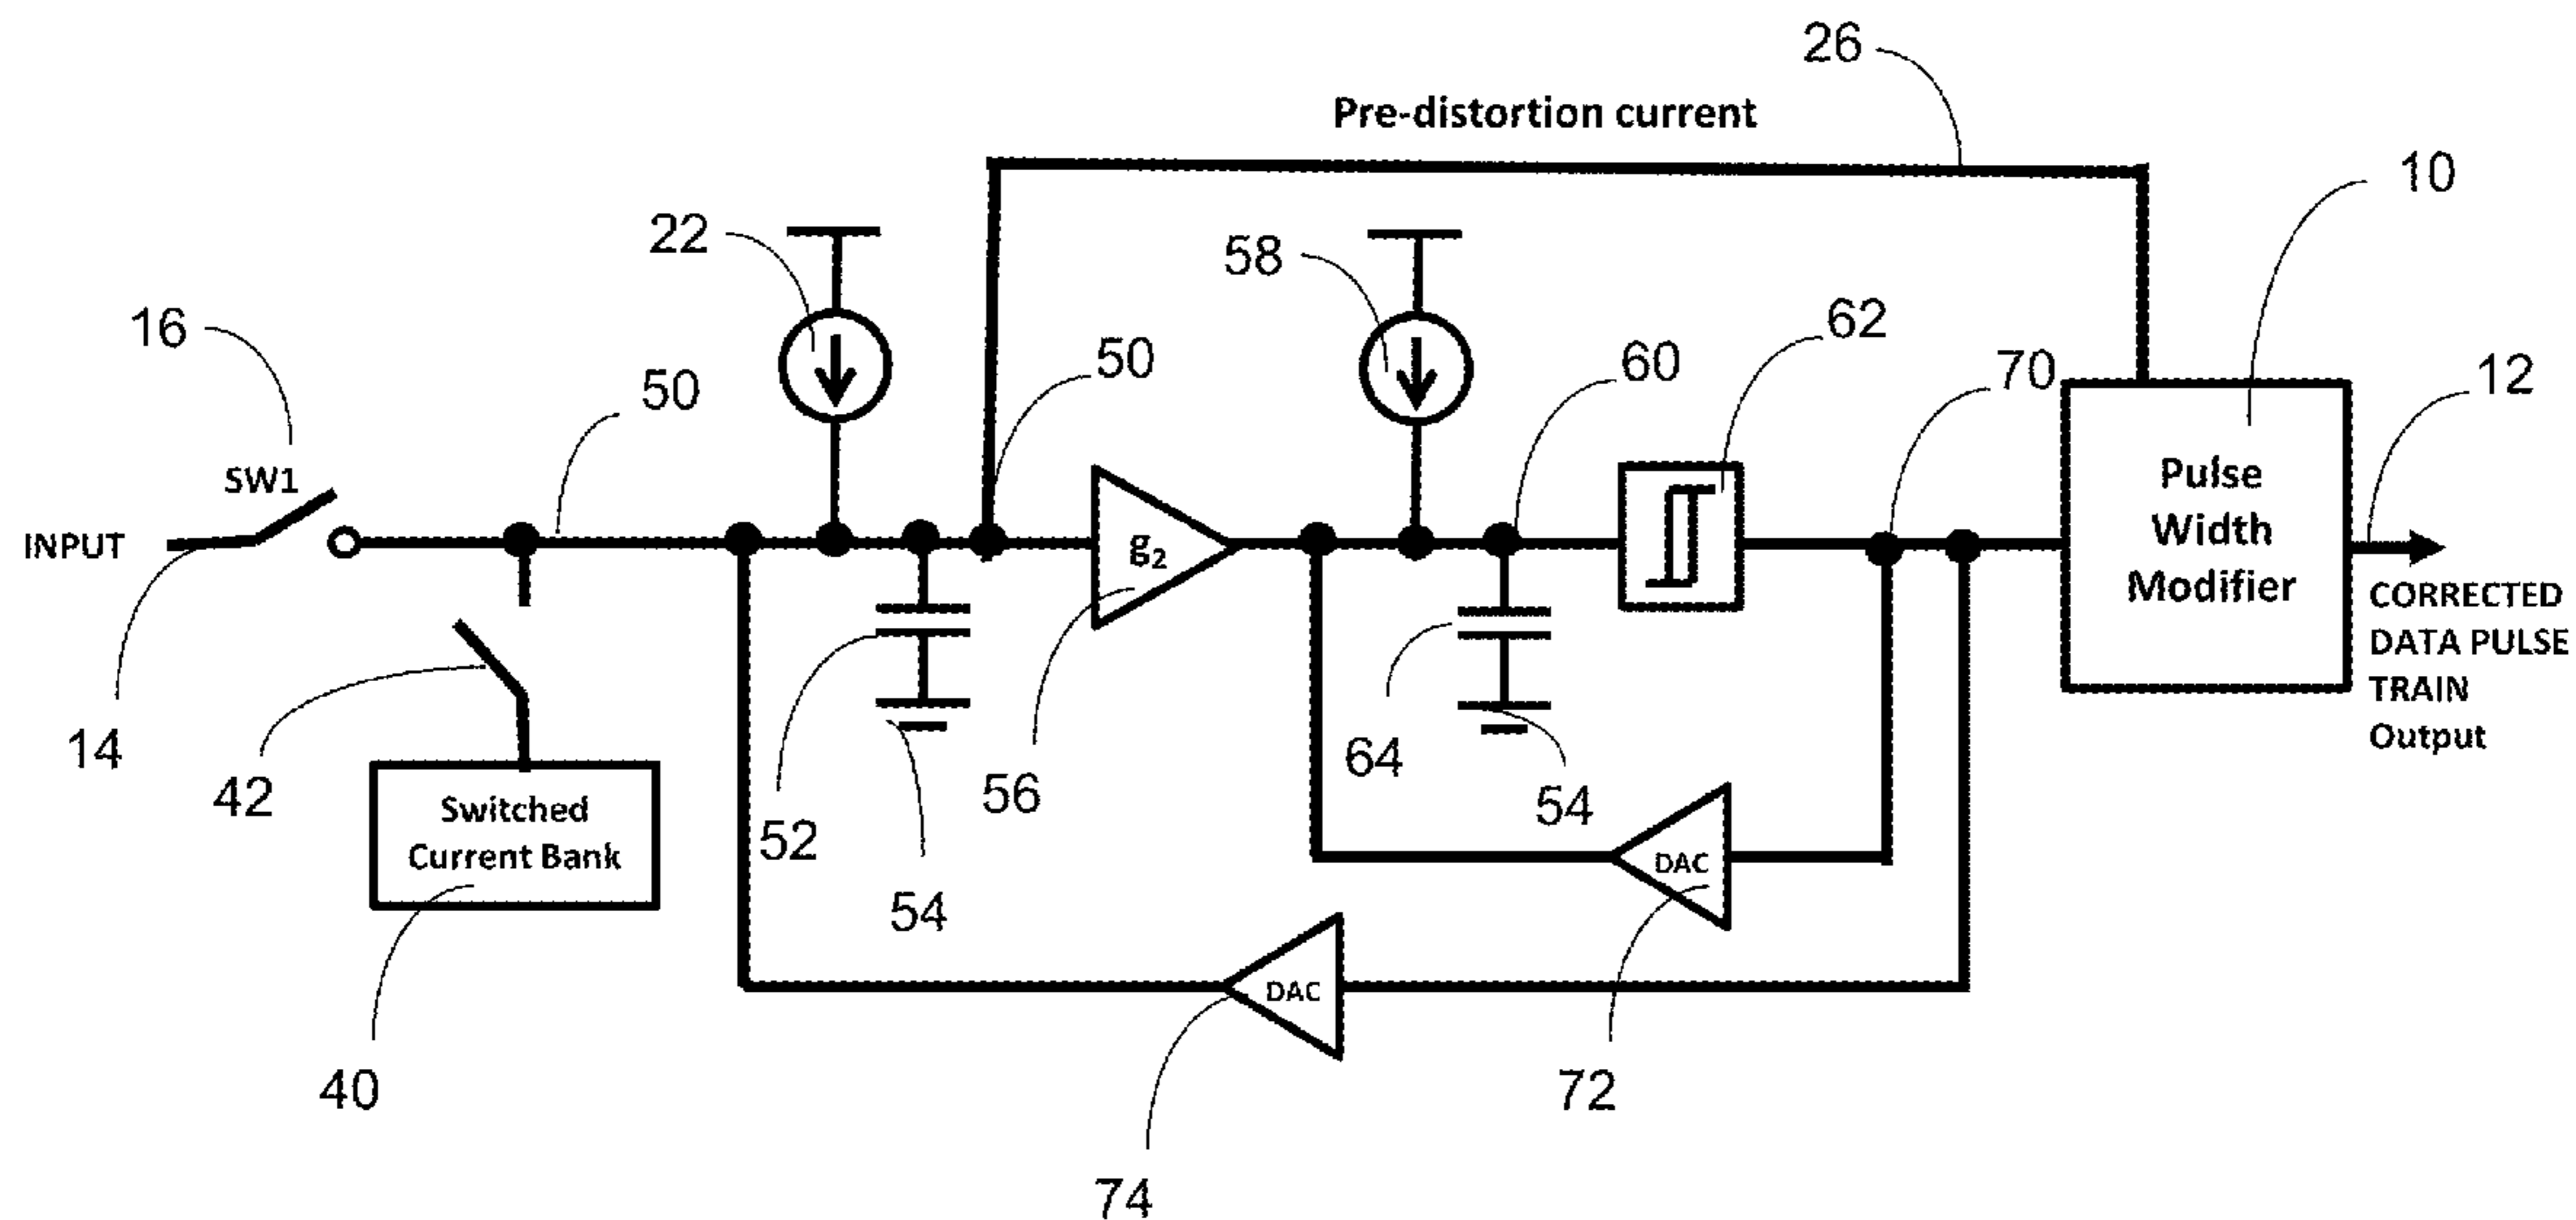 26
Pre-distortion current
10
22
58
16
62
50
50
60
70
12
SW1
INPUT
g2
Pulse
Width
Modifier
CORRECTED
DATA PULSE
TRAIN
Output
14
42
52
56
64
54
54
Switched
Current Bank
DAC
DAC
40
72
74